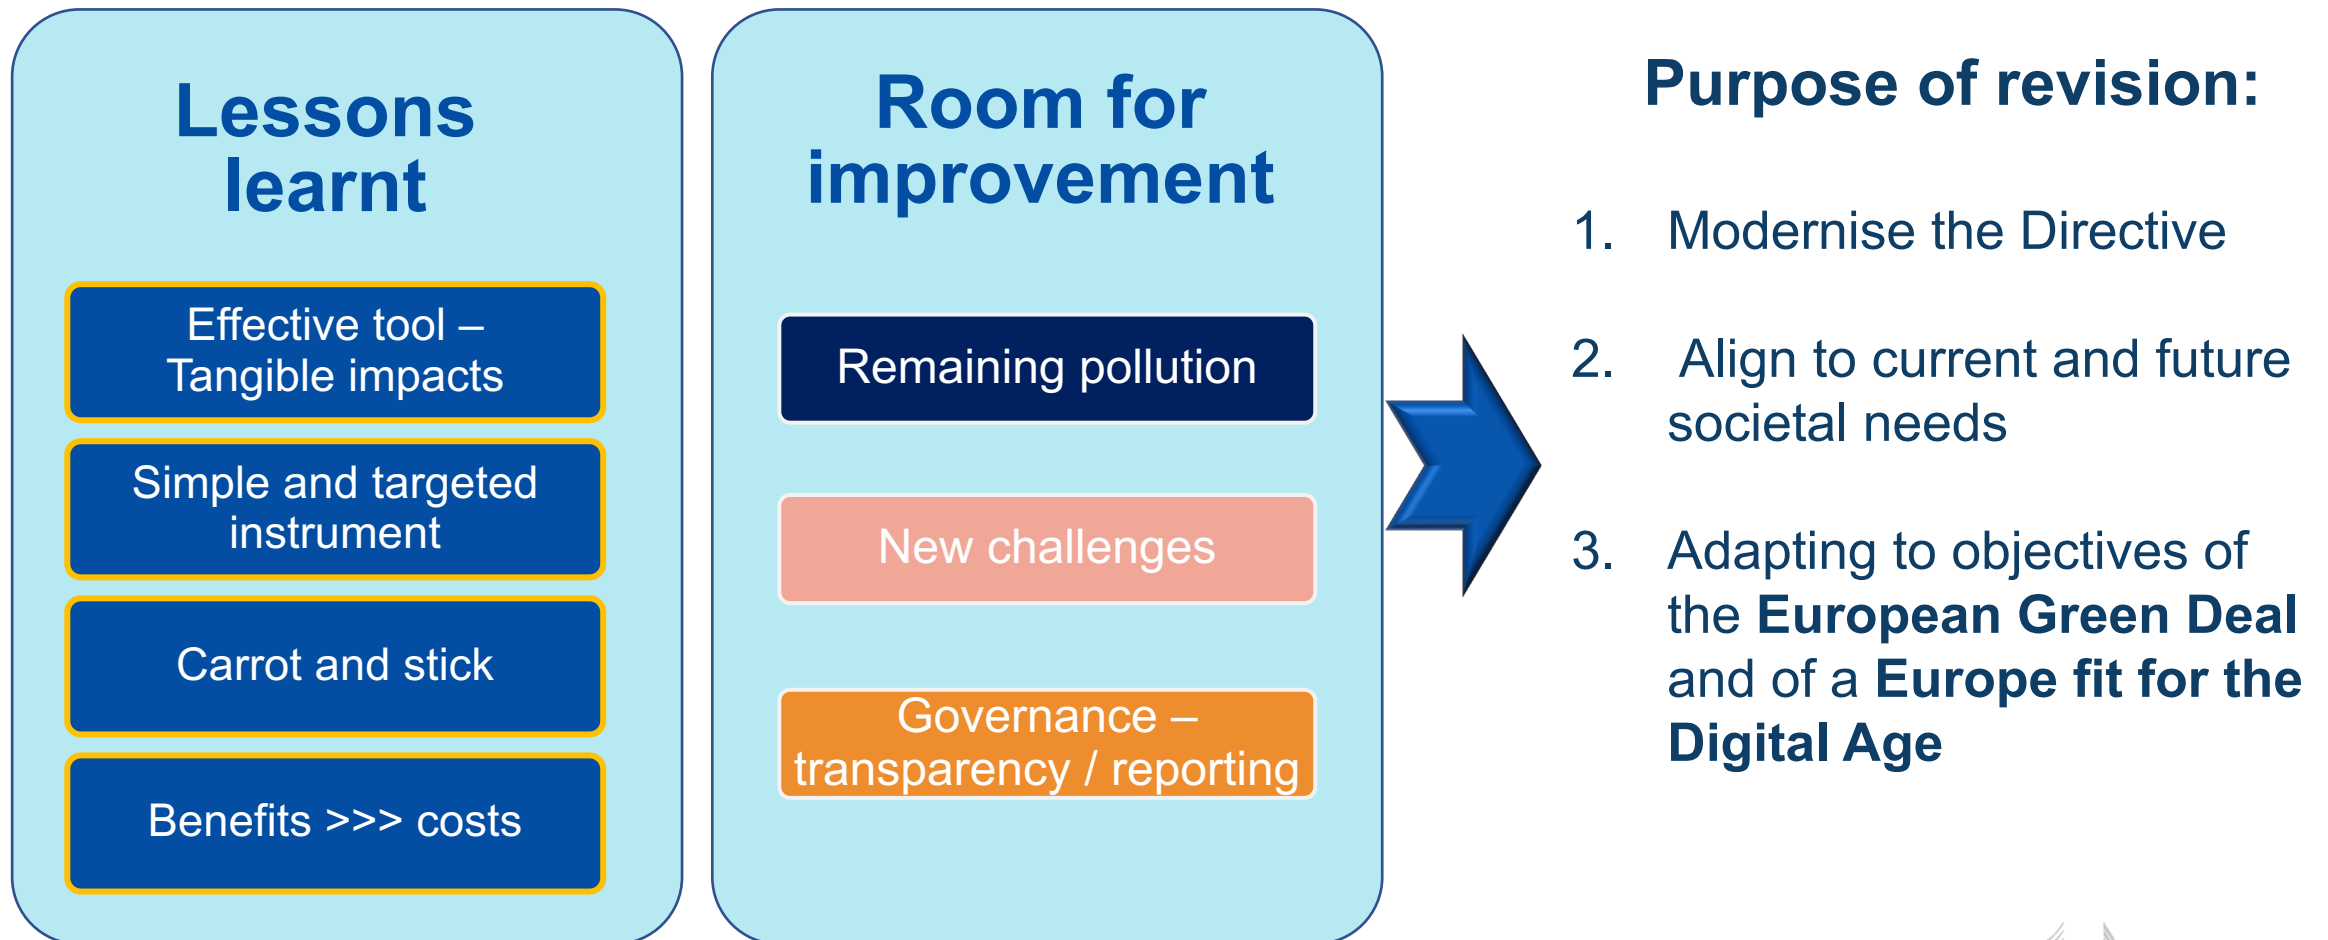 Lessons
learnt
Effective tool –
Tangible impacts
Simple and targeted
instrument
Carrot and stick
Benefits >>> costs
Room for
improvement
Remaining pollution
New challenges
Governance –
transparency / reporting
Purpose of revision:
1. Modernise the Directive
2. Align to current and future
societal needs
3. Adapting to objectives of
the European Green Deal
and of a Europe fit for the
Digital Age